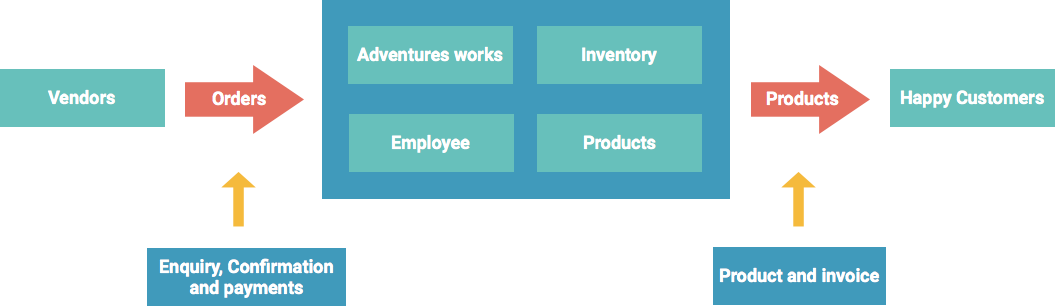 Adventures works
Inventory
Vendors
Orders
Products
Happy Customers
Employee
Products
Enquiry, Confirmation
and payments
Product and invoice